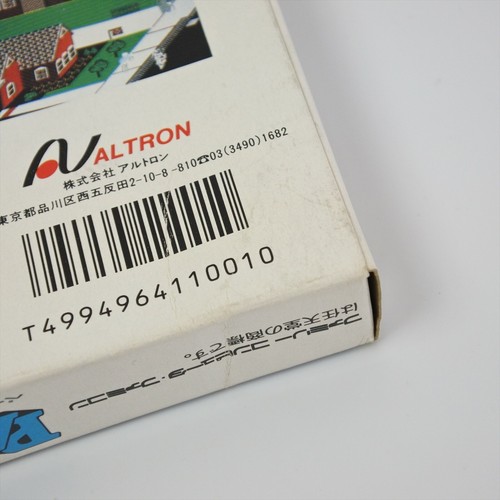 ALTRON
株式会社 アルトロン
東京都品川区西五反田2-10-8-810☎03(3490)1682
T4994964110010
ファミリーコンピュータ・ファミコン
は任天堂の商標です。